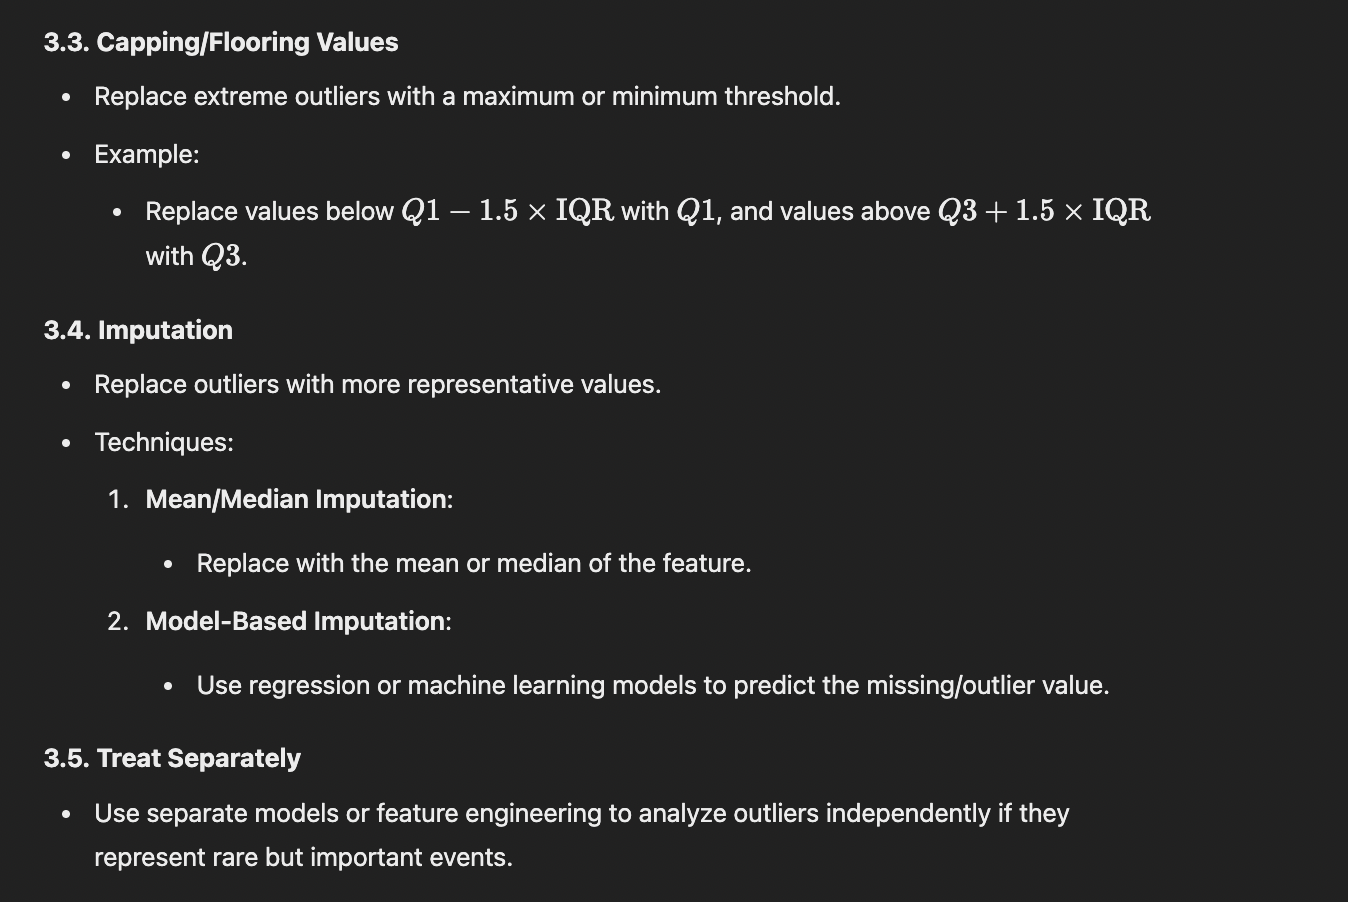 3.3. Capping/Flooring Values
• Replace extreme outliers with a maximum or minimum threshold.
• Example:
• Replace values below Q1 − 1.5 × IQR with Q1, and values above Q3 + 1.5 × IQR
with Q3.
3.4. Imputation
• Replace outliers with more representative values.
• Techniques:
1. Mean/Median Imputation:
• Replace with the mean or median of the feature.
2. Model-Based Imputation:
• Use regression or machine learning models to predict the missing/outlier value.
3.5. Treat Separately
• Use separate models or feature engineering to analyze outliers independently if they
represent rare but important events.